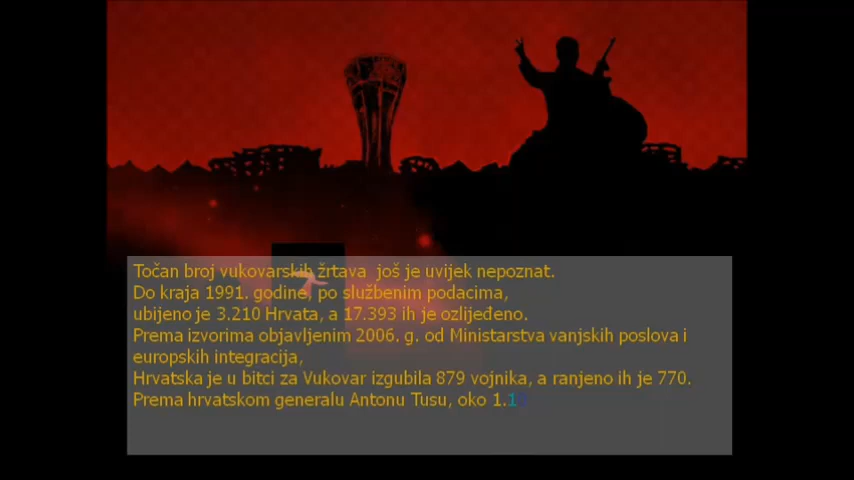 Točan broj vukovarskih žrtava još je uvijek nepoznat.
Do kraja 1991. godine, po službenim podacima,
ubijeno je 3.210 Hrvata, a 17.393 ih je ozlijeđeno.
Prema izvorima objavljenim 2006. g. od Ministarstva vanjskih poslova i
europskih integracija,
Hrvatska je u bitci za Vukovar izgubila 879 vojnika, a ranjeno ih je 770.
Prema hrvatskom generalu Antonu Tusu, oko 1.1